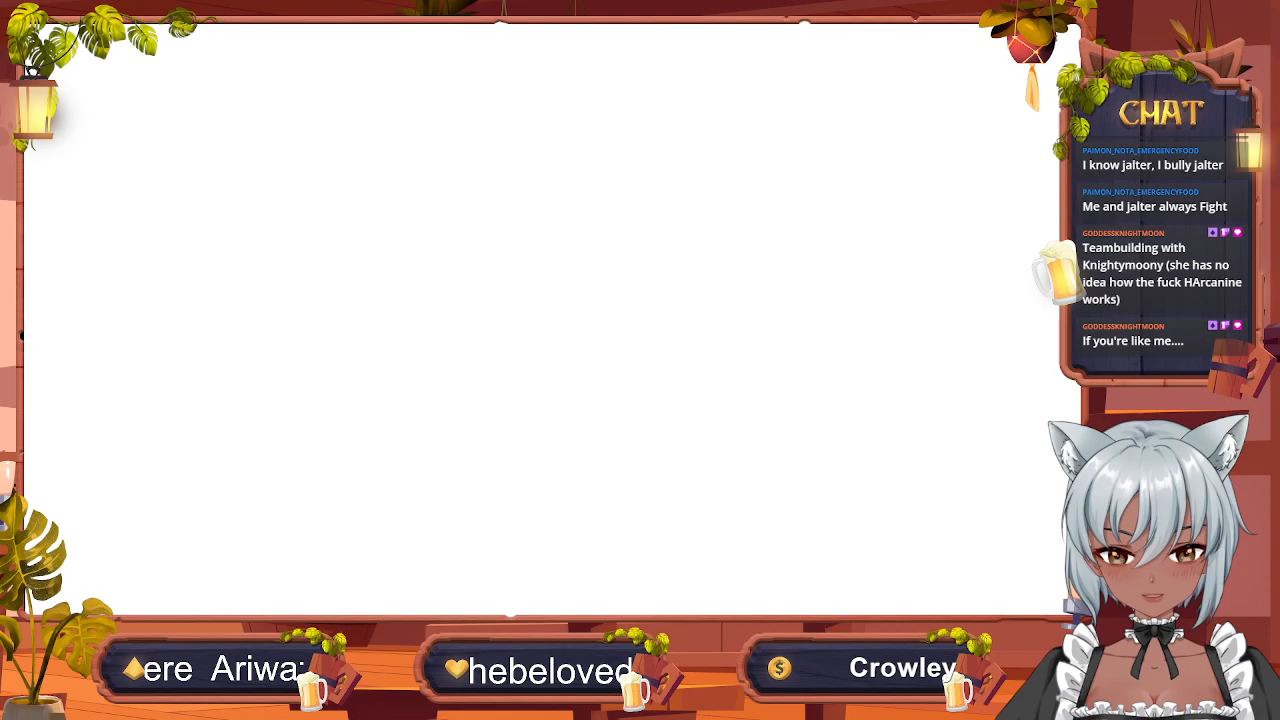 CHAT
PAIMON_NOTA_EMERGENCYFOOD
I know jalter, I bully jalter
PAIMON_NOTA_EMERGENCYFOOD
Me and jalter always Fight
GODDESSKNIGHTMOON
Teambuilding with
Knightymoony (she has no
idea how the fuck HArcanine
works)
GODDESSKNIGHTMOON
If you're like me....
ere Ariwa
hebeloved
Crowley